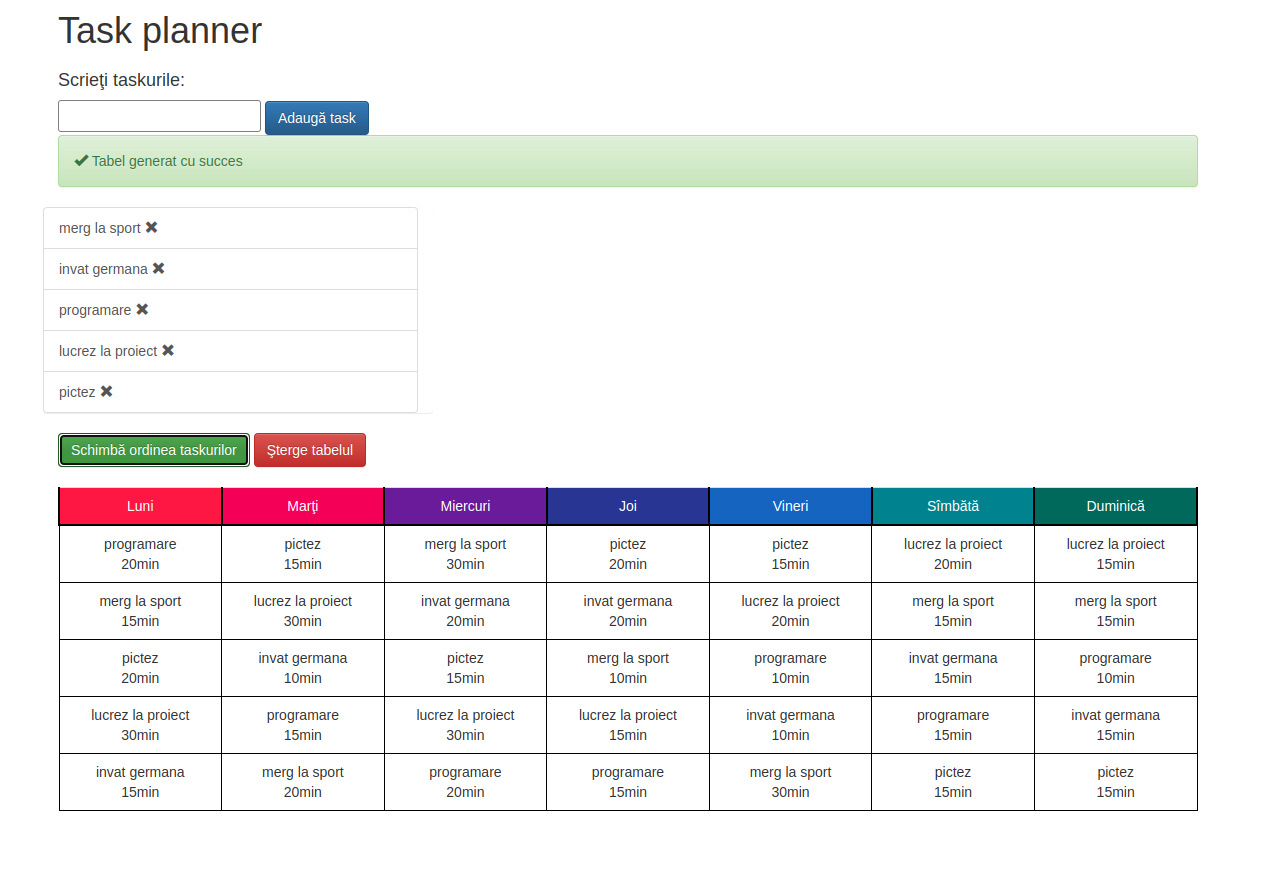 Task planner
Scrieţi taskurile:
Adaugă task
Tabel generat cu succes
merg la sport
invat germana
programare
lucrez la proiect
pictez
Schimbă ordinea taskurilor Şterge tabelul
Luni Marţi Miercuri Joi Vineri Sîmbătă Duminică
programare pictez merg la sport pictez pictez lucrez la proiect lucrez la proiect
20min 15min 30min 20min 15min 20min 15min
merg la sport lucrez la proiect invat germana invat germana lucrez la proiect merg la sport merg la sport
15min 30min 20min 20min 20min 15min 15min
pictez invat germana pictez merg la sport programare invat germana programare
20min 10min 15min 10min 10min 15min 10min
lucrez la proiect programare lucrez la proiect lucrez la proiect invat germana programare invat germana
30min 15min 30min 15min 10min 15min 15min
invat germana merg la sport programare programare merg la sport pictez pictez
15min 20min 20min 15min 30min 15min 15min